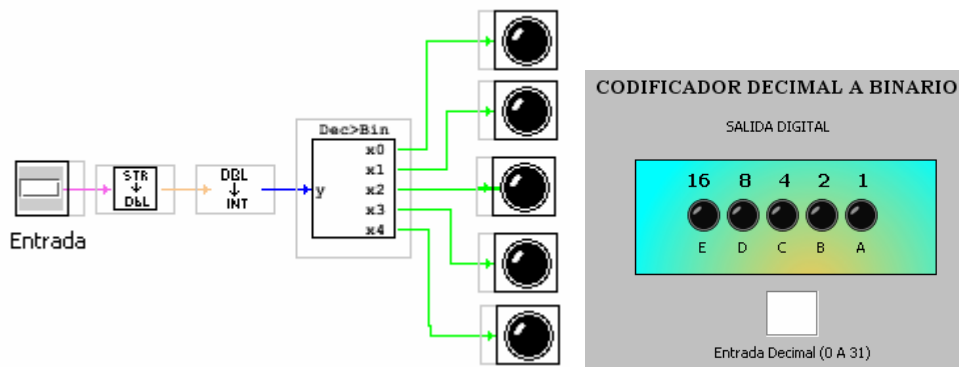 Dec>Bin
x0
x1
x2
x3
x4
y
STR
DbL
DBL
INT
Entrada
CODIFICADOR DECIMAL A BINARIO
SALIDA DIGITAL
16 8 4 2 1
E D C B A
Entrada Decimal (0 A 31)